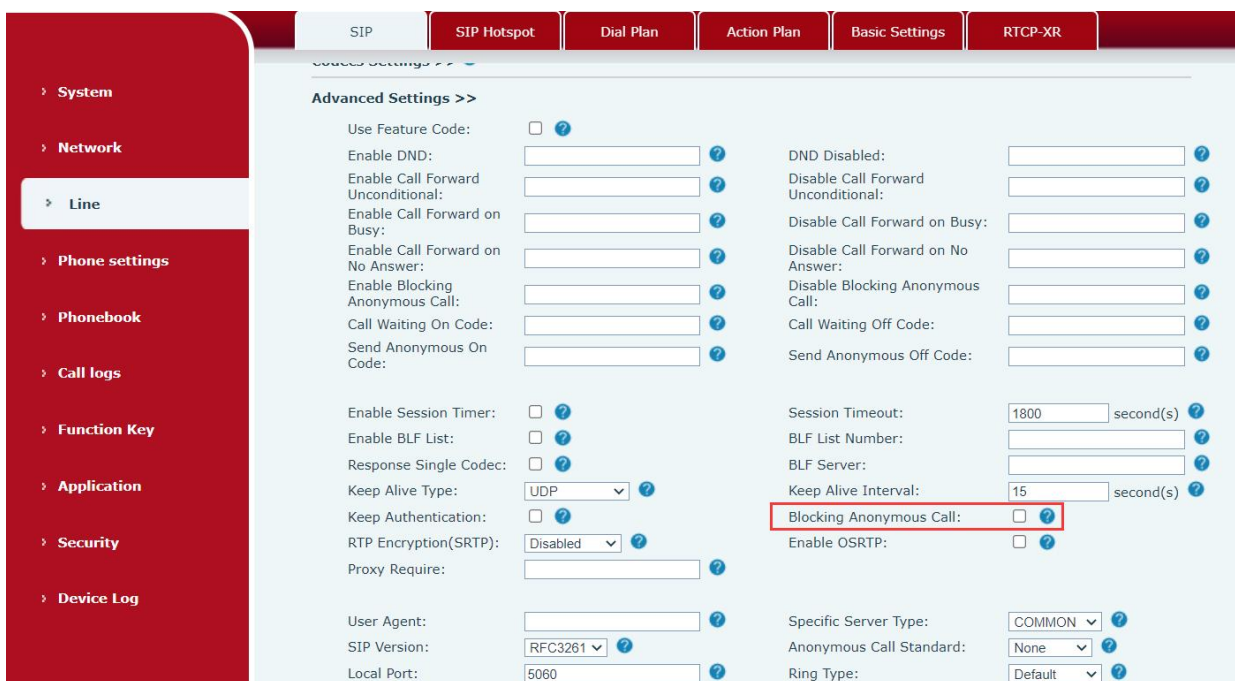 SIP
SIP Hotspot
Dial Plan
Action Plan
Basic Settings
RTCP-XR
System
Network
Line
Phone settings
Phonebook
Call logs
Function Key
Application
Security
Device Log
Codecs Settings >>
Advanced Settings >>
Use Feature Code:
Enable DND:
DND Disabled:
Enable Call Forward
Unconditional:
Disable Call Forward
Unconditional:
Enable Call Forward on
Busy:
Disable Call Forward on Busy:
Enable Call Forward on
No Answer:
Disable Call Forward on No
Answer:
Enable Blocking
Anonymous Call:
Disable Blocking Anonymous
Call:
Call Waiting On Code:
Call Waiting Off Code:
Send Anonymous On
Code:
Send Anonymous Off Code:
Enable Session Timer:
Session Timeout: 1800 second(s)
Enable BLF List:
BLF List Number:
Response Single Codec:
BLF Server:
Keep Alive Type: UDP
Keep Alive Interval: 15 second(s)
Keep Authentication:
Blocking Anonymous Call:
RTP Encryption(SRTP): Disabled
Enable OSRTP:
Proxy Require:
User Agent:
Specific Server Type: COMMON
SIP Version: RFC3261
Anonymous Call Standard: None
Local Port: 5060
Ring Type: Default